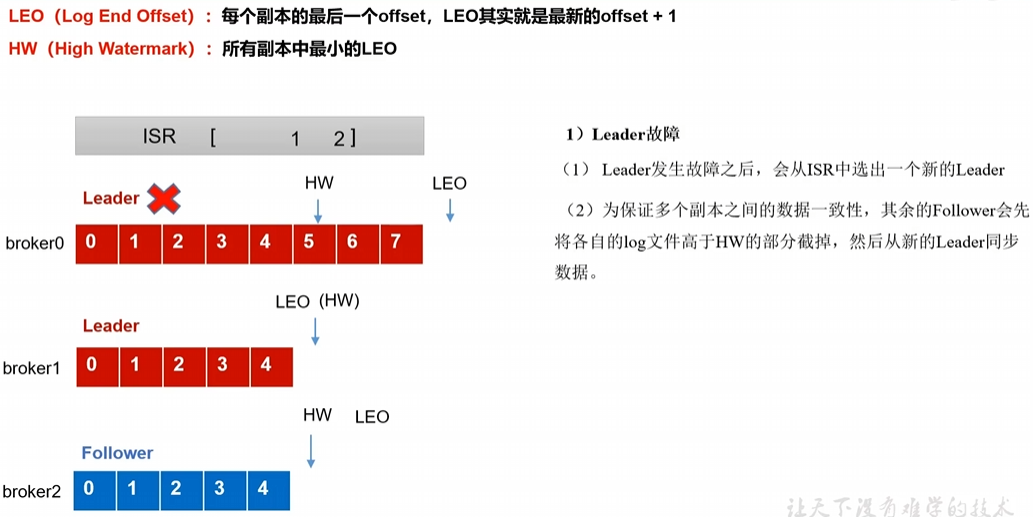 LEO（Log End Offset）：每个副本的最后一个offset，LEO其实就是最新的offset + 1
HW（High Watermark）：所有副本中最小的LEO
ISR [ 1 2 ]
Leader
HW
LEO
broker0 0 1 2 3 4 5 6 7
LEO (HW)
Leader
broker1 0 1 2 3 4
HW LEO
Follower
broker2 0 1 2 3 4
1）Leader故障
（1） Leader发生故障之后，会从ISR中选出一个新的Leader
（2）为保证多个副本之间的数据一致性，其余的Follower会先
将各自的log文件高于HW的部分截掉，然后从新的Leader同步
数据。
让天下没有难学的技术